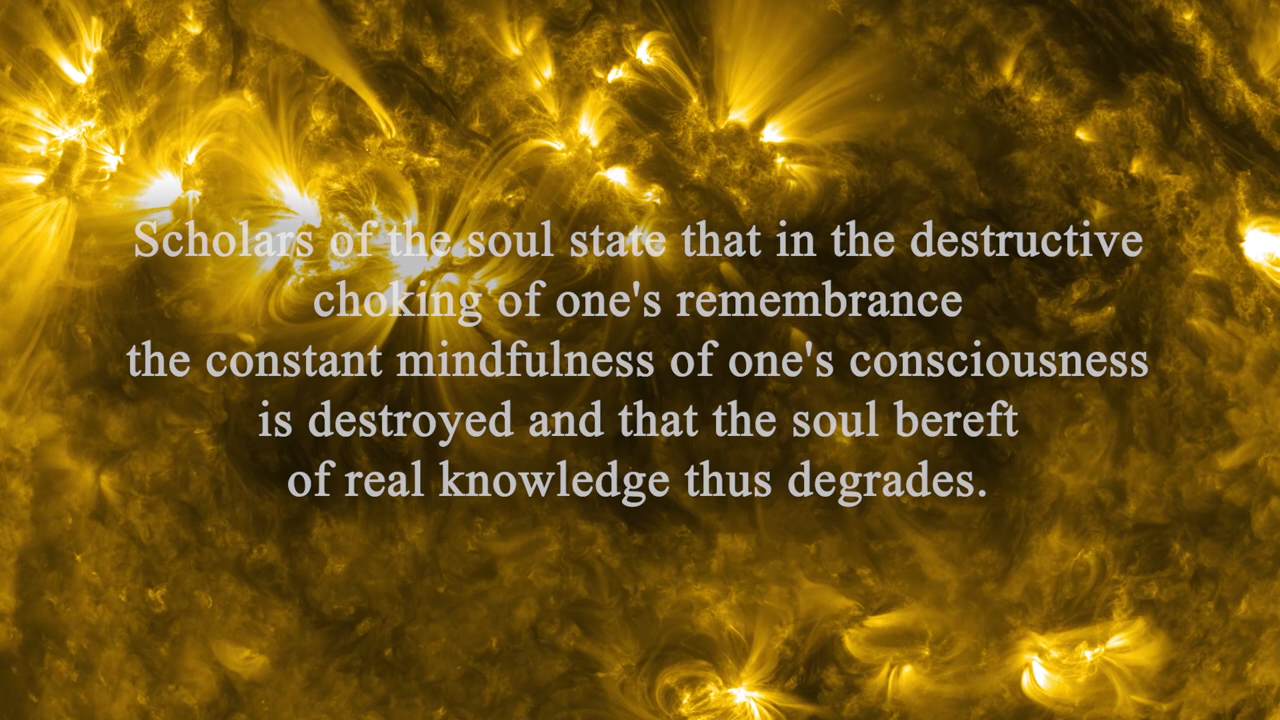 Scholars of the soul state that in the destructive
choking of one's remembrance
the constant mindfulness of one's consciousness
is destroyed and that the soul bereft
of real knowledge thus degrades.